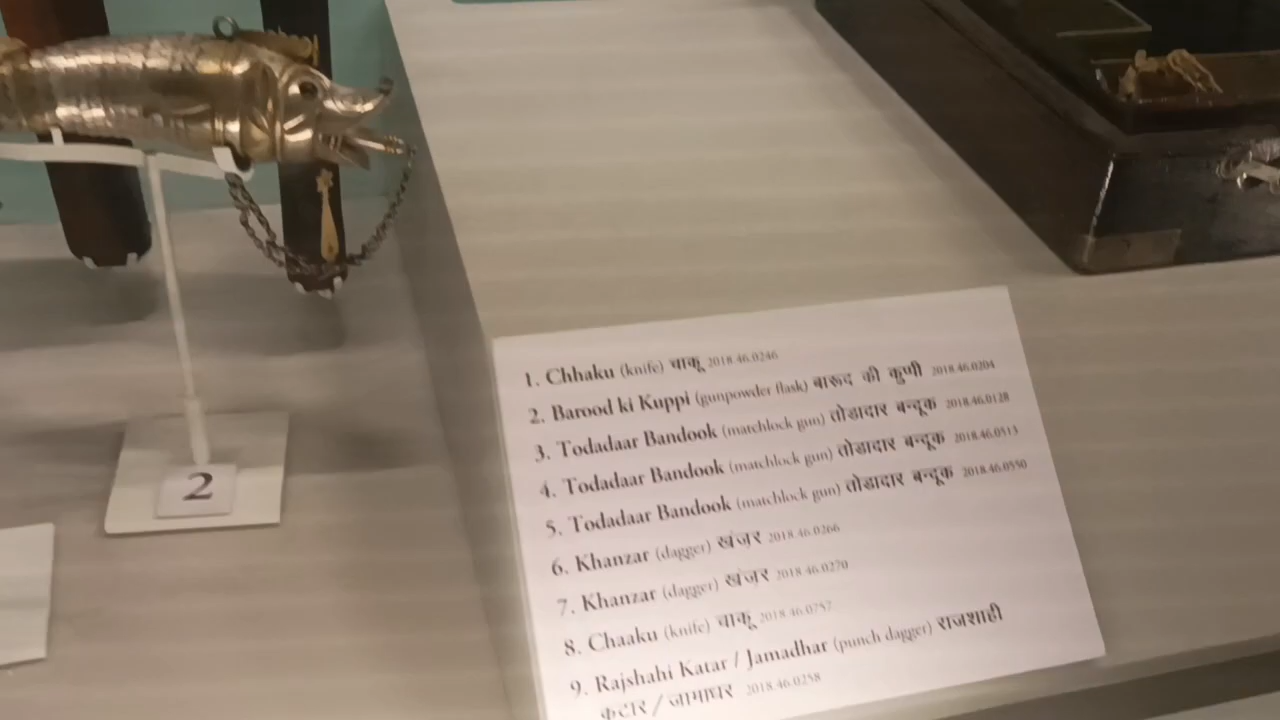 1. Chhaku (knife) चाकू 2018.46.0246
2. Barood ki Kuppi (gunpowder flask) बारूद की कुप्पी 2018.46.0204
3. Todadaar Bandook (matchlock gun) तोडादार बन्दूक 2018.46.0128
4. Todadaar Bandook (matchlock gun) तोडादार बन्दूक 2018.46.0513
5. Todadaar Bandook (matchlock gun) तोडादार बन्दूक 2018.46.0550
6. Khanzar (dagger) खंजर 2018.46.0266
7. Khanzar (dagger) खंजर 2018.46.0270
8. Chaaku (knife) चाकू 2018.46.0757
9. Rajshahi Katar / Jamadhar (punch dagger) राजशाही
कटार / जामाधर 2018.46.0258
2